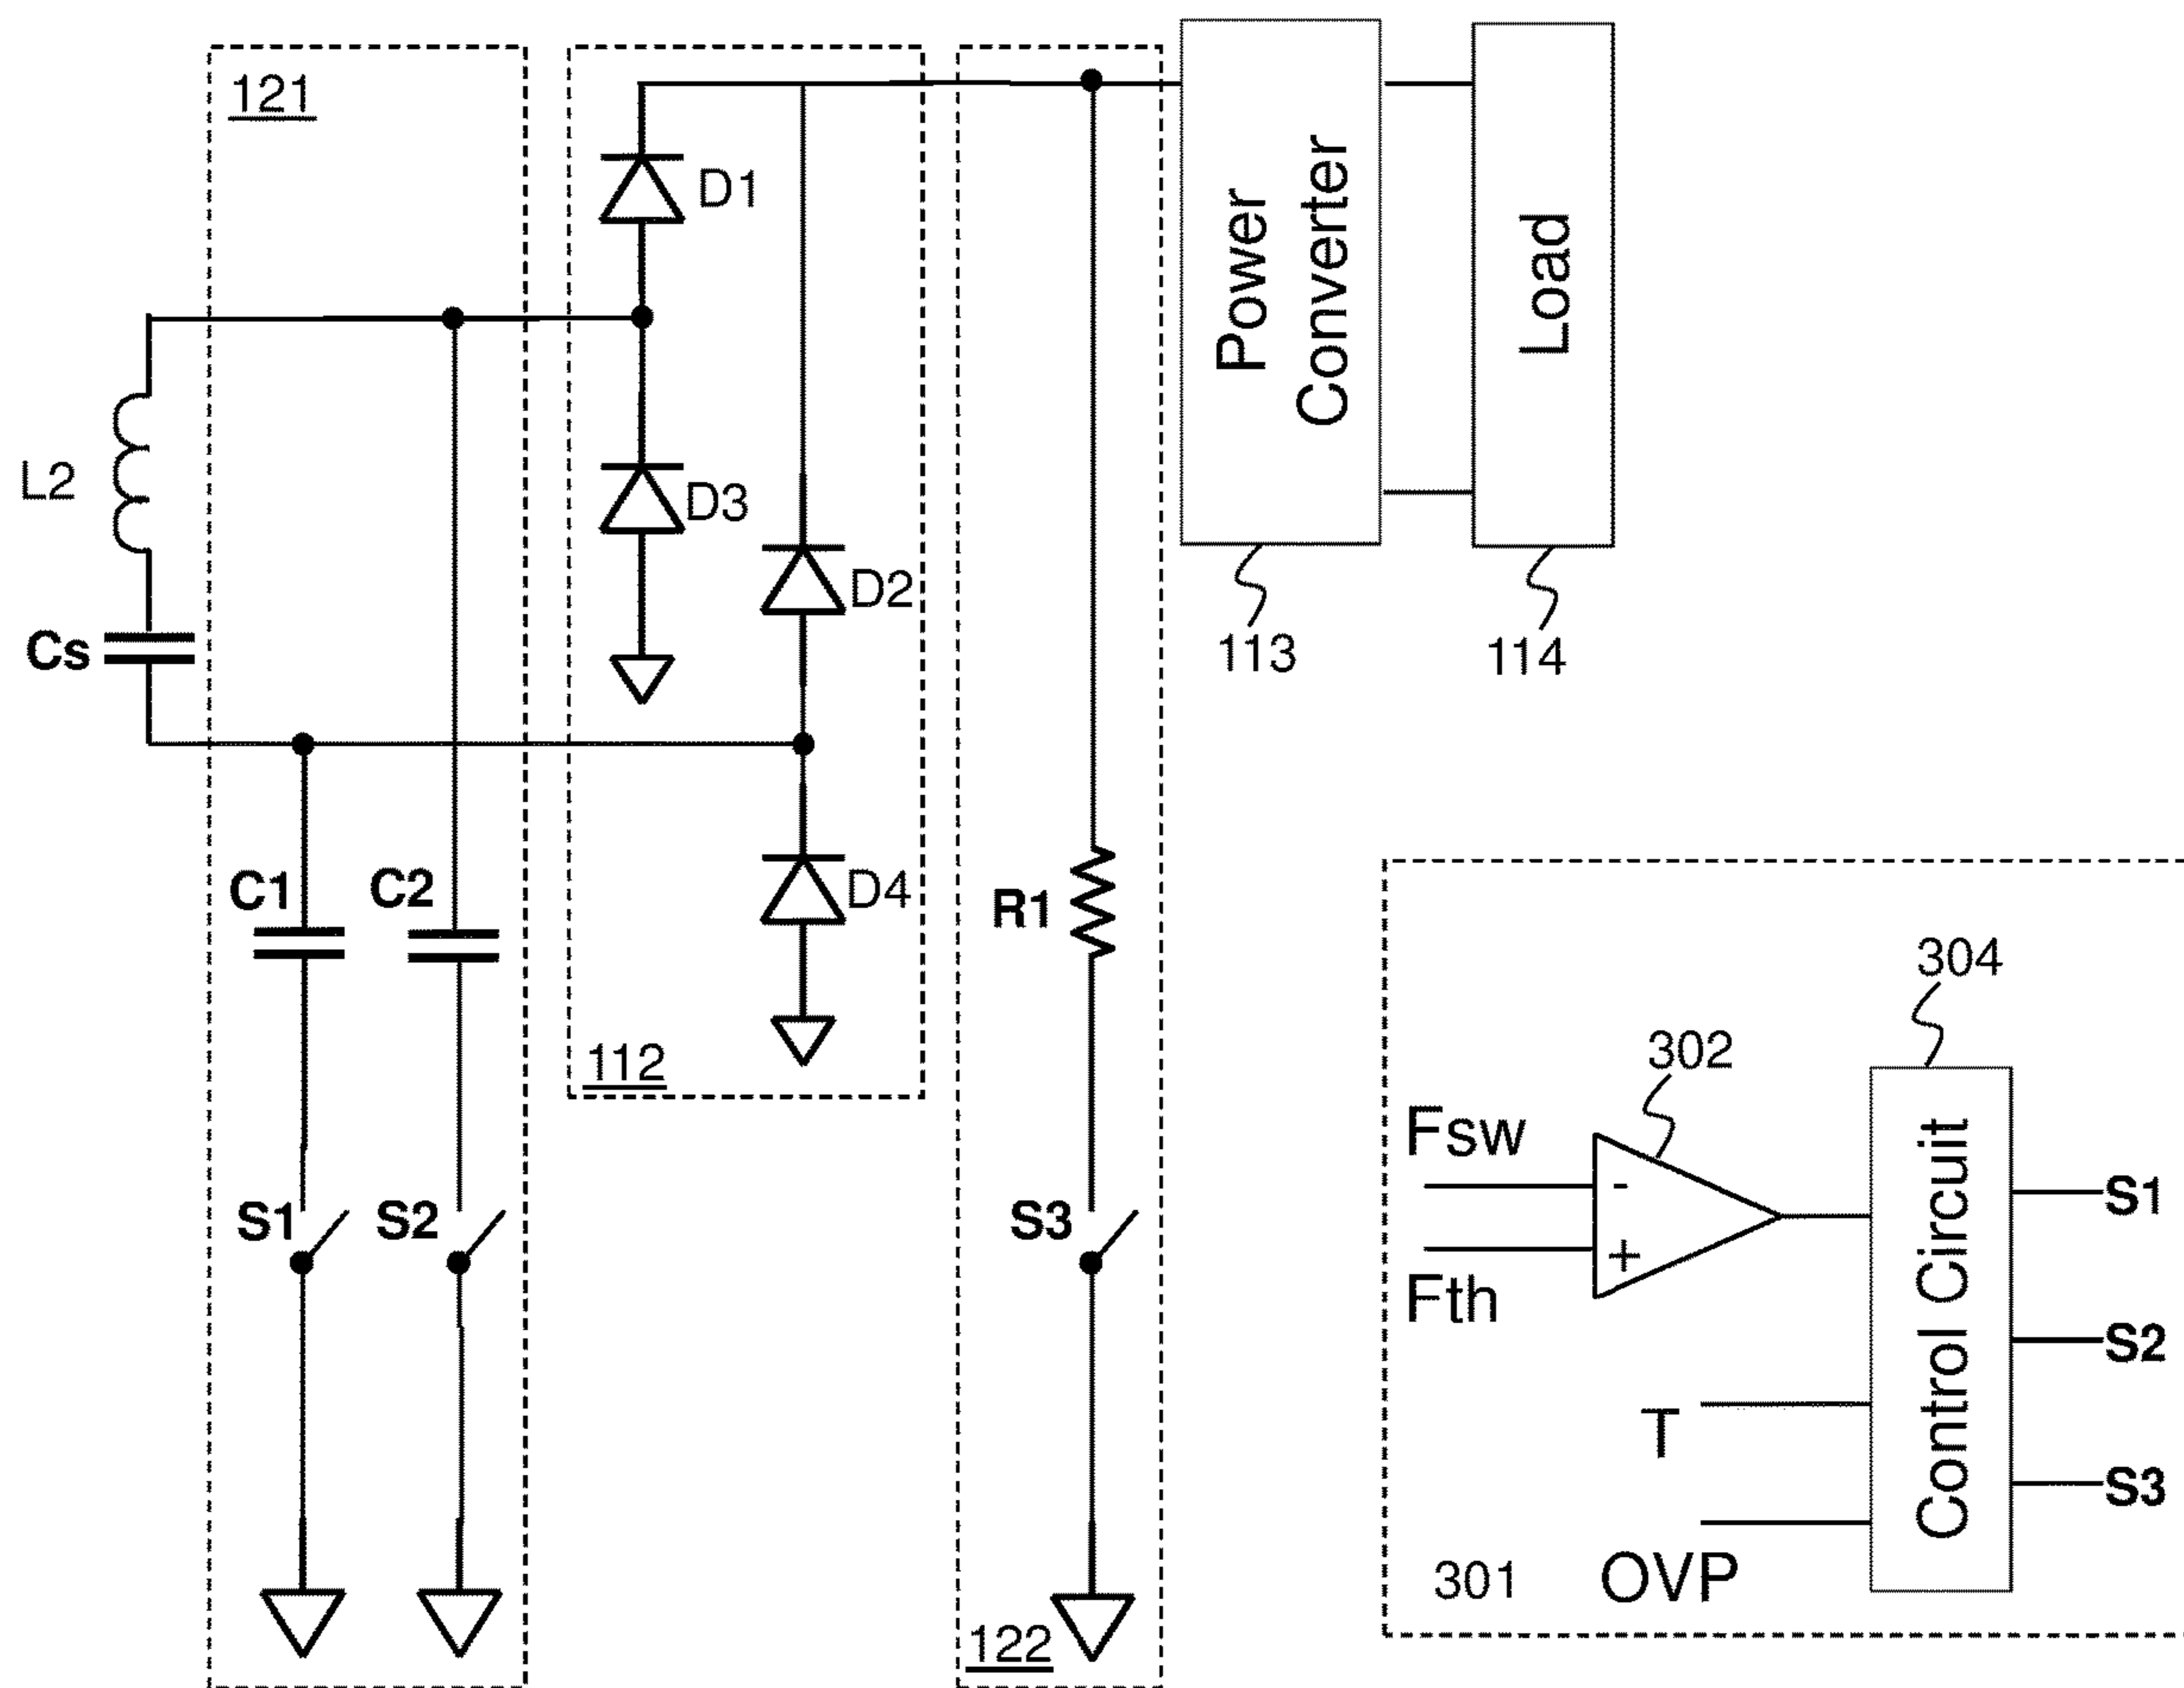 121
D1
D3
D2
D4
L2
Cs
C1
C2
S1
S2
112
R1
S3
122
Power
Converter
Load
113
114
304
302
Fsw
-
+
Fth
Control Circuit
T
OVP
301
S1
S2
S3